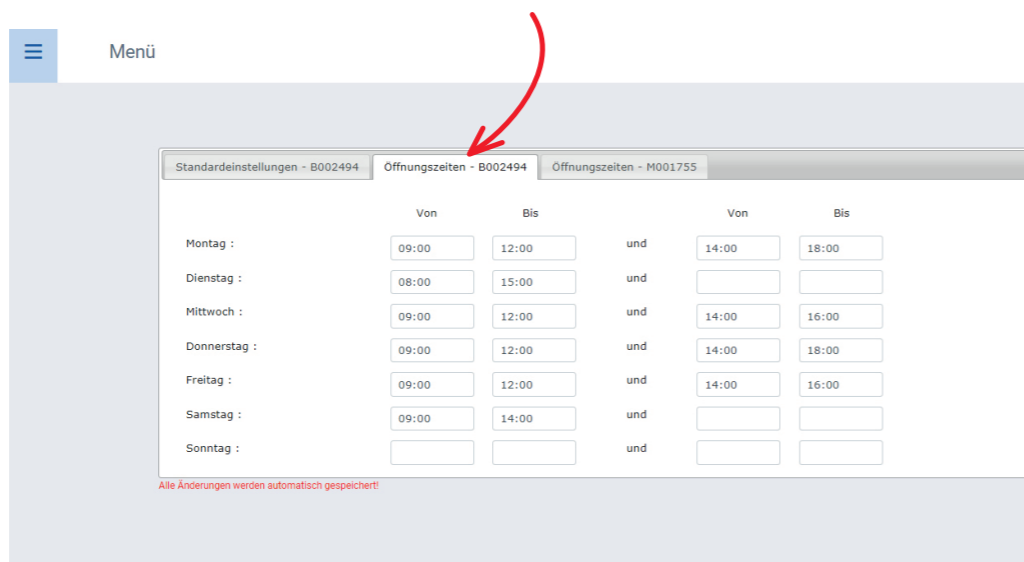 Menü
Standardeinstellungen - B002494 Öffnungszeiten - B002494 Öffnungszeiten - M001755
Von Bis Von Bis
Montag : 09:00 12:00 und 14:00 18:00
Dienstag : 08:00 15:00 und
Mittwoch : 09:00 12:00 und 14:00 16:00
Donnerstag : 09:00 12:00 und 14:00 18:00
Freitag : 09:00 12:00 und 14:00 16:00
Samstag : 09:00 14:00 und
Sonntag : und
Alle Änderungen werden automatisch gespeichert!